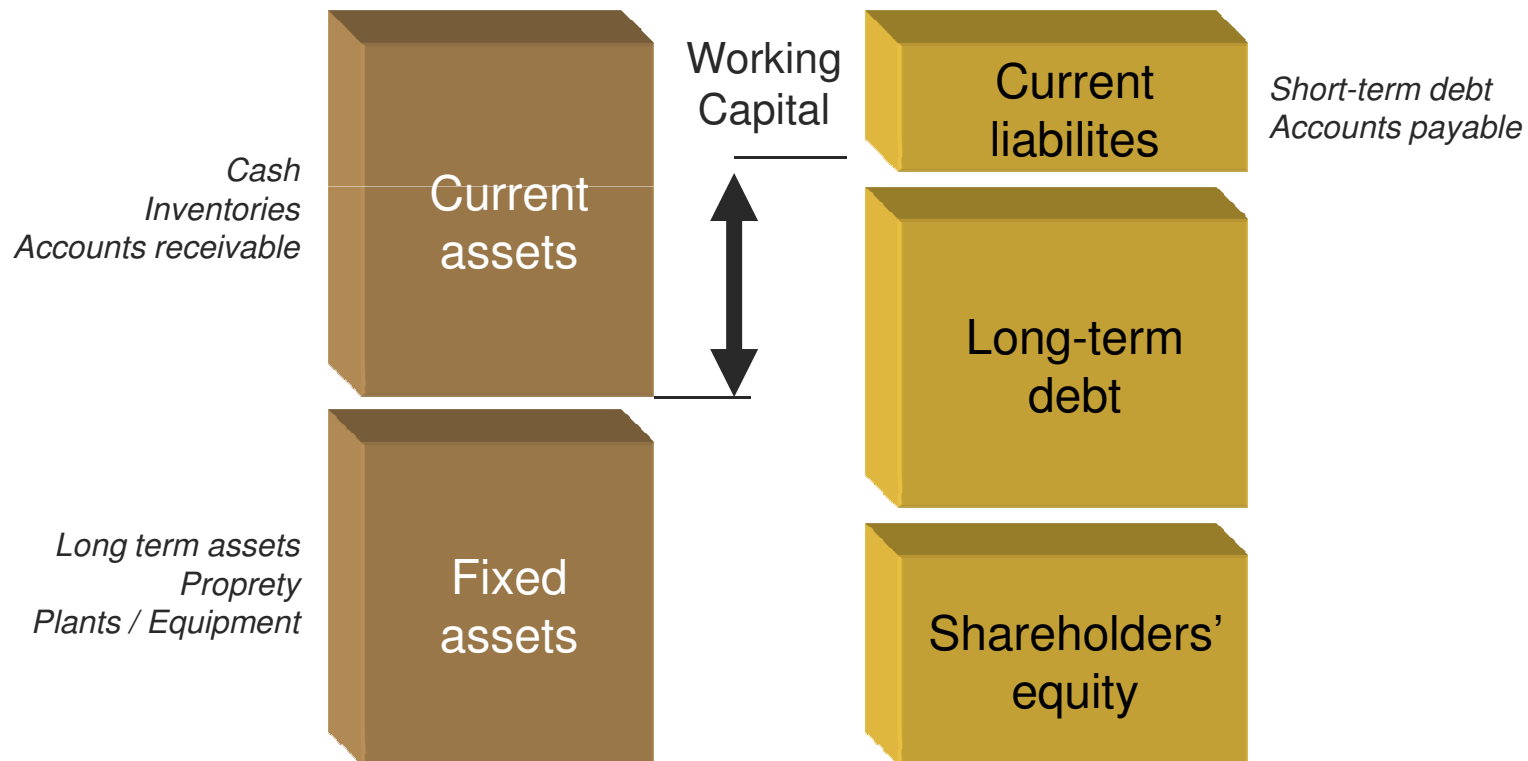 Working
Capital
Current
liabilites
Short-term debt
Accounts payable
Cash
Inventories
Accounts receivable
Current
assets
Long-term
debt
Long term assets
Proprety
Plants / Equipment
Fixed
assets
Shareholders’
equity